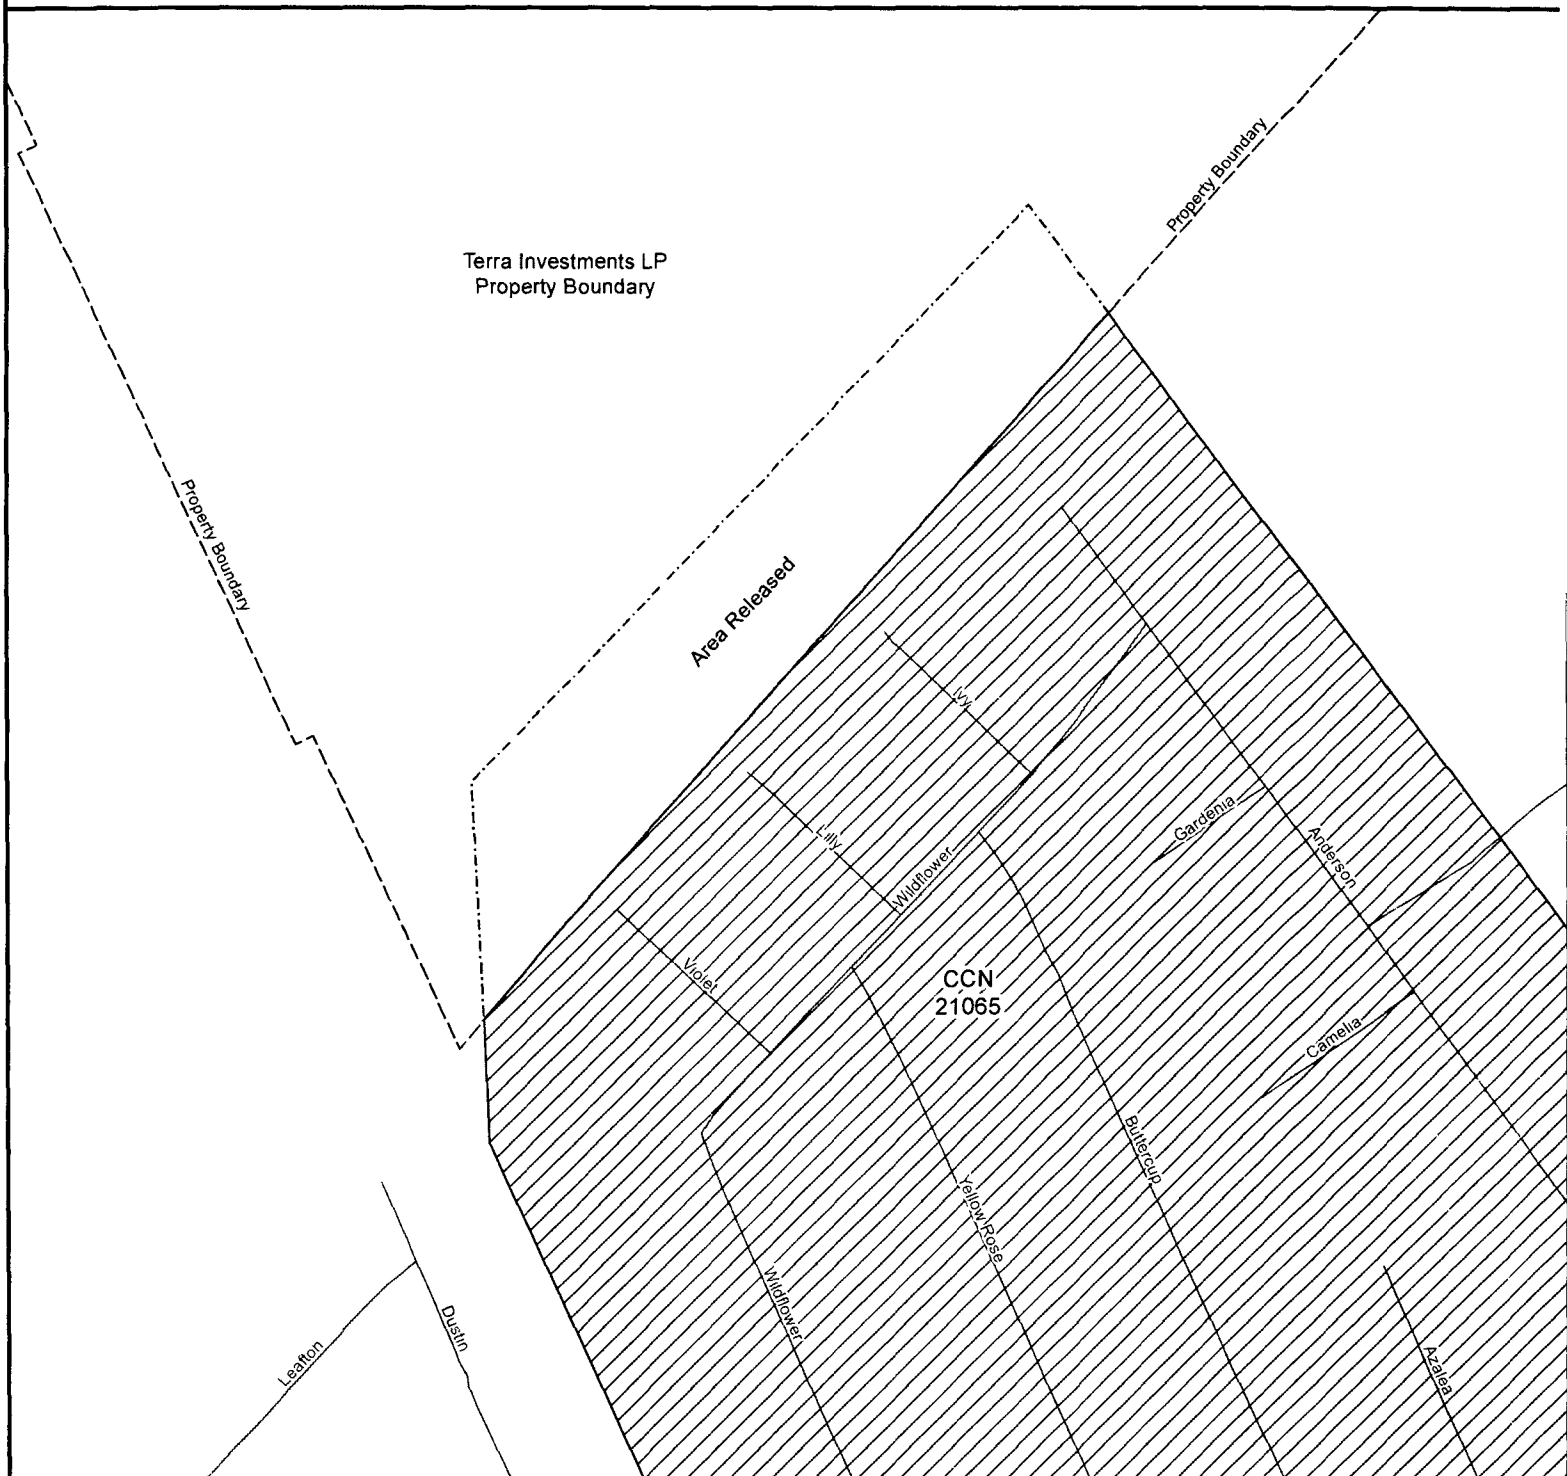 Property Boundary
Terra Investments LP
Property Boundary
Property Boundary
Area Released
Ivy
Gardenia
Lilly
Anderson
Wildflower
Violet
CCN
21065
Camelia
Buttercup
Yellow Rose
Wildflower
Dustin
Leafton
Azalea